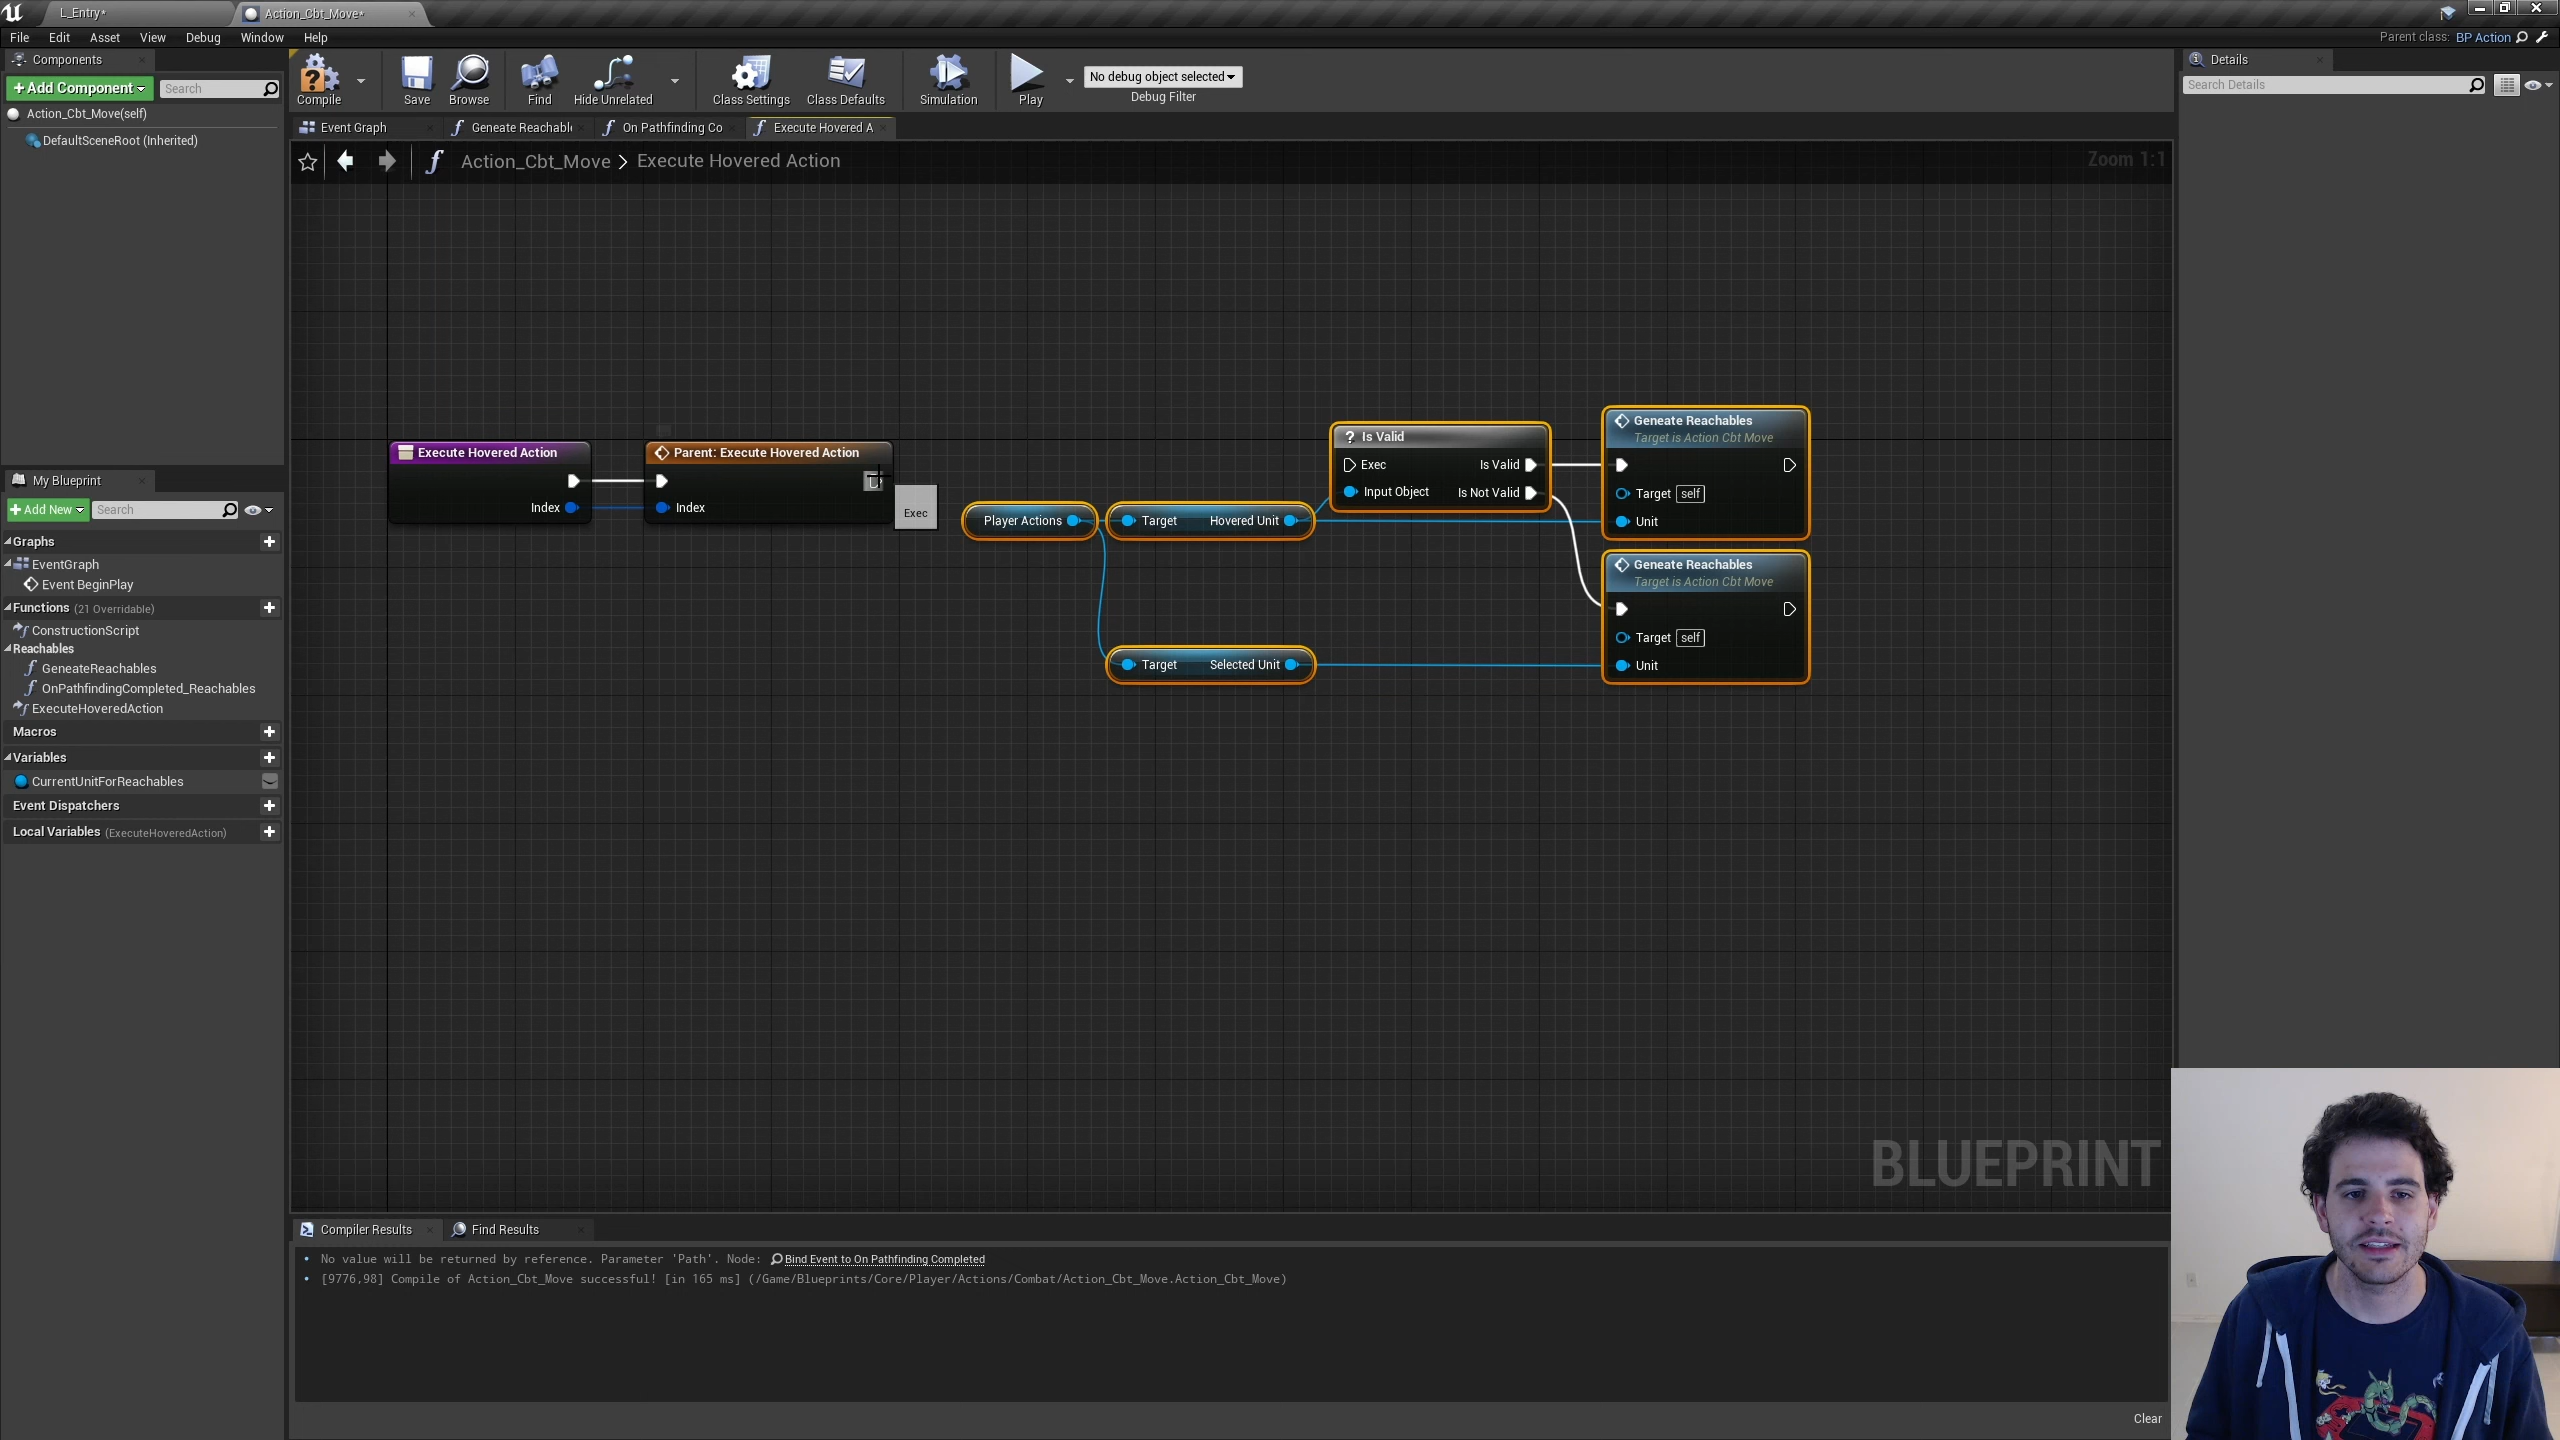 L_Entry*
Action_Cbt_Move*
File Edit Asset View Debug Window Help
Parent class: BP Action
Components
+Add Component
Search
Action_Cbt_Move(self)
DefaultSceneRoot (Inherited)
Compile
Save
Browse
Find
Hide Unrelated
Class Settings
Class Defaults
Simulation
Play
No debug object selected
Debug Filter
Details
Search Details
Event Graph
Geneate Reachabl
On Pathfinding Co
Execute Hovered A
Action_Cbt_Move > Execute Hovered Action
Zoom 1:1
My Blueprint
+Add New
Search
Graphs
EventGraph
Event BeginPlay
Functions (21 Overridable)
ConstructionScript
Reachables
GeneateReachables
OnPathfindingCompleted_Reachables
ExecuteHoveredAction
Macros
Variables
CurrentUnitForReachables
Event Dispatchers
Local Variables (ExecuteHoveredAction)
Execute Hovered Action
Index
Parent: Execute Hovered Action
Index
Exec
Player Actions
Target Hovered Unit
Target Selected Unit
? Is Valid
Exec Is Valid
Input Object Is Not Valid
Geneate Reachables
Target is Action Cbt Move
Target self
Unit
Geneate Reachables
Target is Action Cbt Move
Target self
Unit
BLUEPRINT
Compiler Results
Find Results
No value will be returned by reference. Parameter 'Path'. Node: Bind Event to On Pathfinding Completed
[9776,98] Compile of Action_Cbt_Move successful! [in 165 ms] (/Game/Blueprints/Core/Player/Actions/Combat/Action_Cbt_Move.Action_Cbt_Move)
Clear